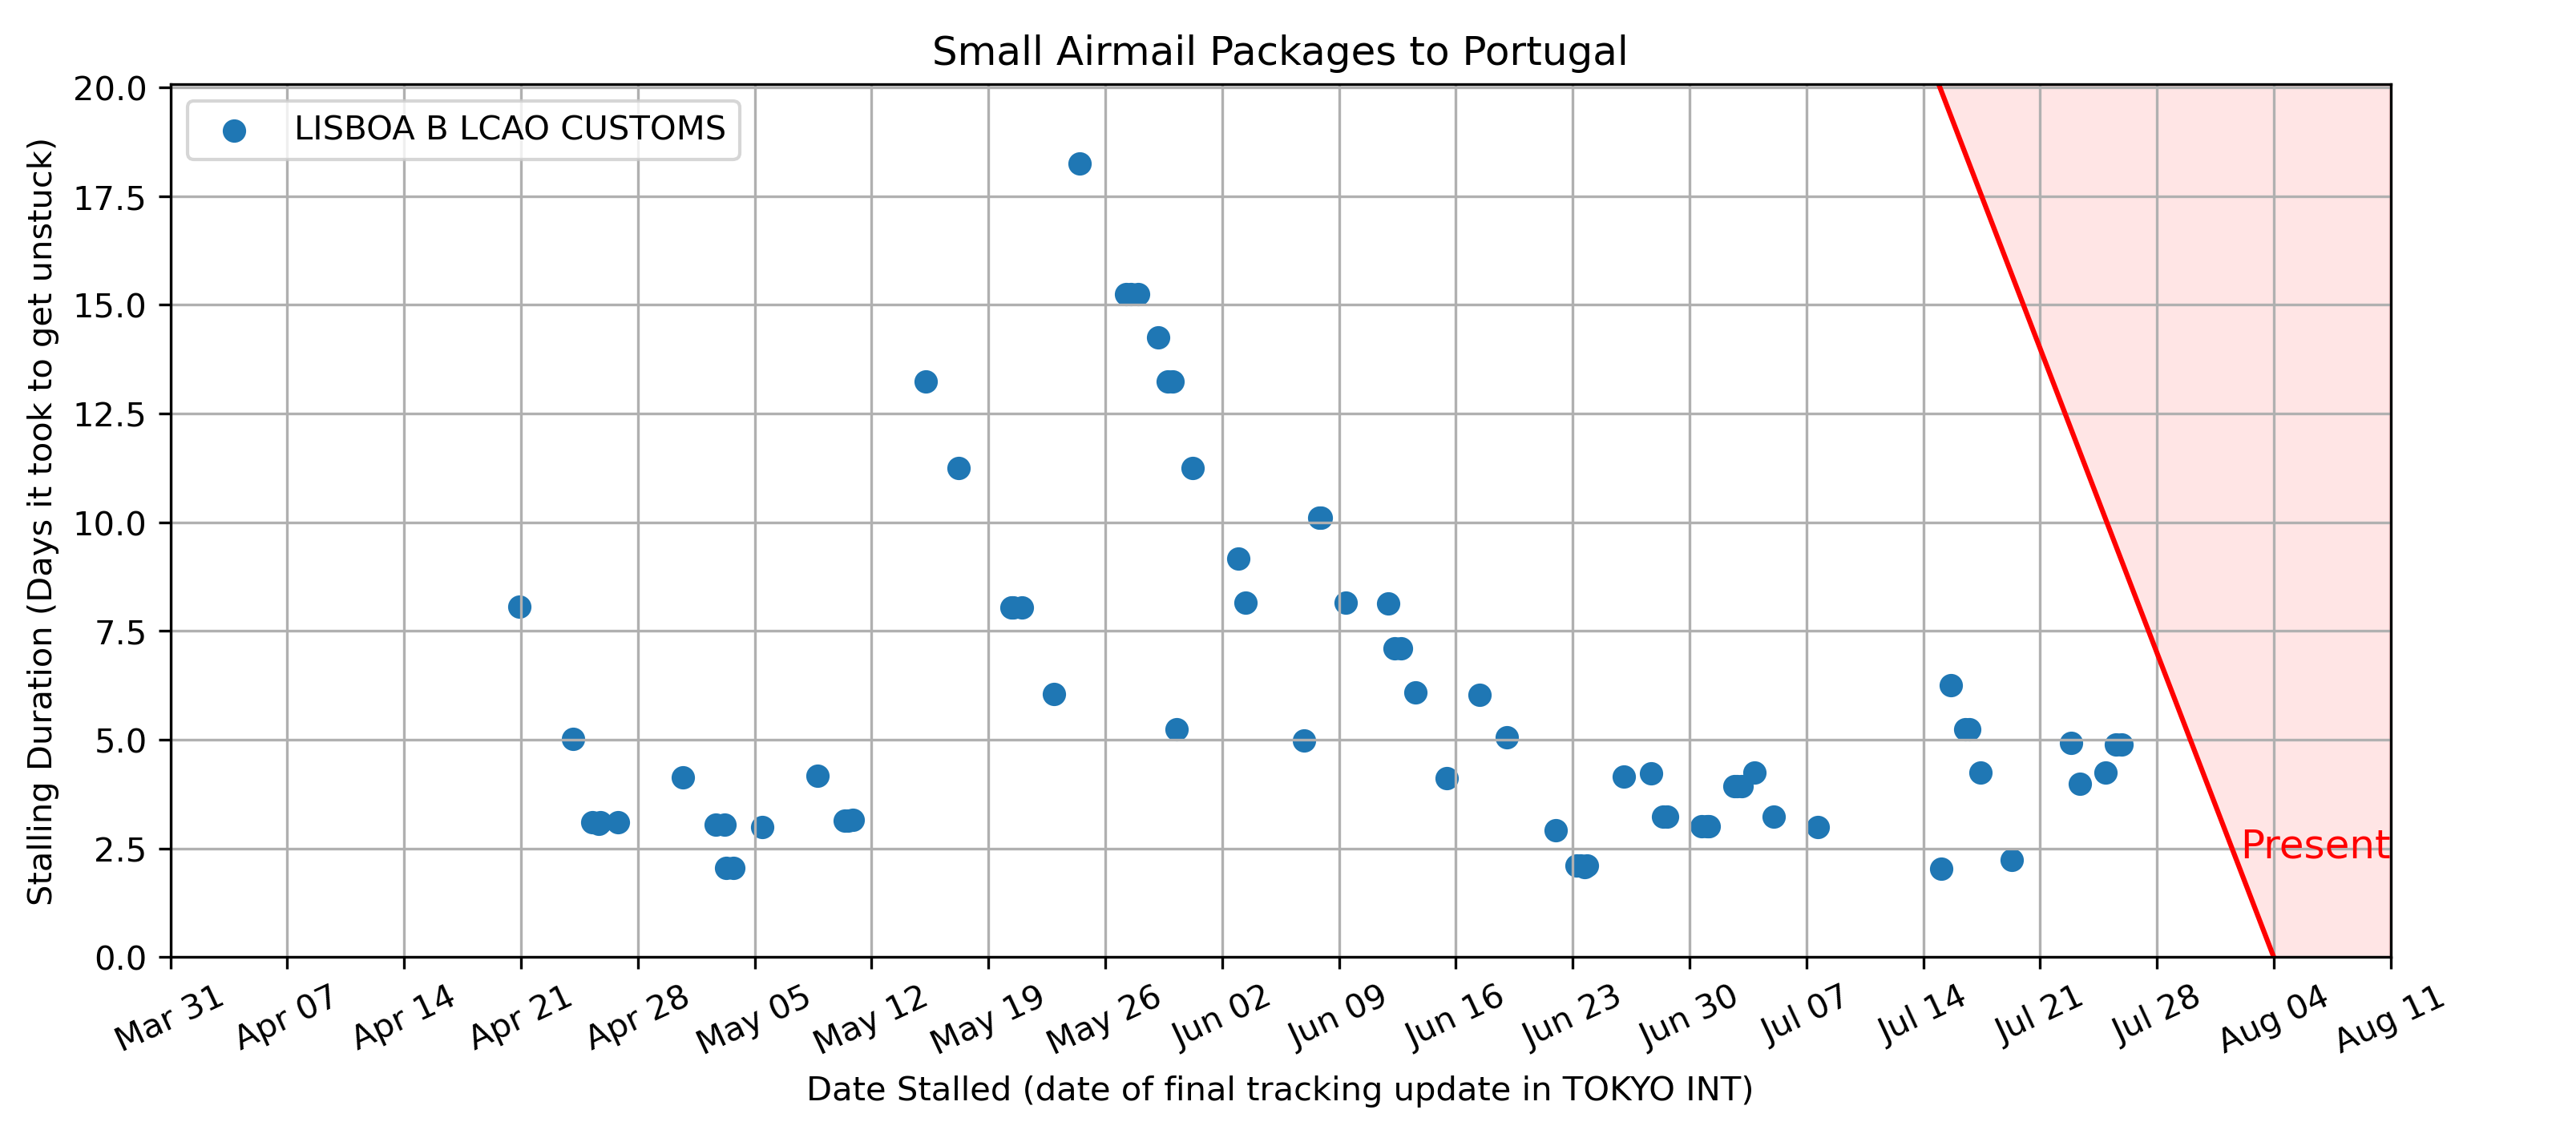 Small Airmail Packages to Portugal
LISBOA B LCAO CUSTOMS
Stalling Duration (Days it took to get unstuck)
20.0
17.5
15.0
12.5
10.0
7.5
5.0
2.5
0.0
Present
Mar 31
Apr 07
Apr 14
Apr 21
Apr 28
May 05
May 12
May 19
May 26
Jun 02
Jun 09
Jun 16
Jun 23
Jun 30
Jul 07
Jul 14
Jul 21
Jul 28
Aug 04
Aug 11
Date Stalled (date of final tracking update in TOKYO INT)